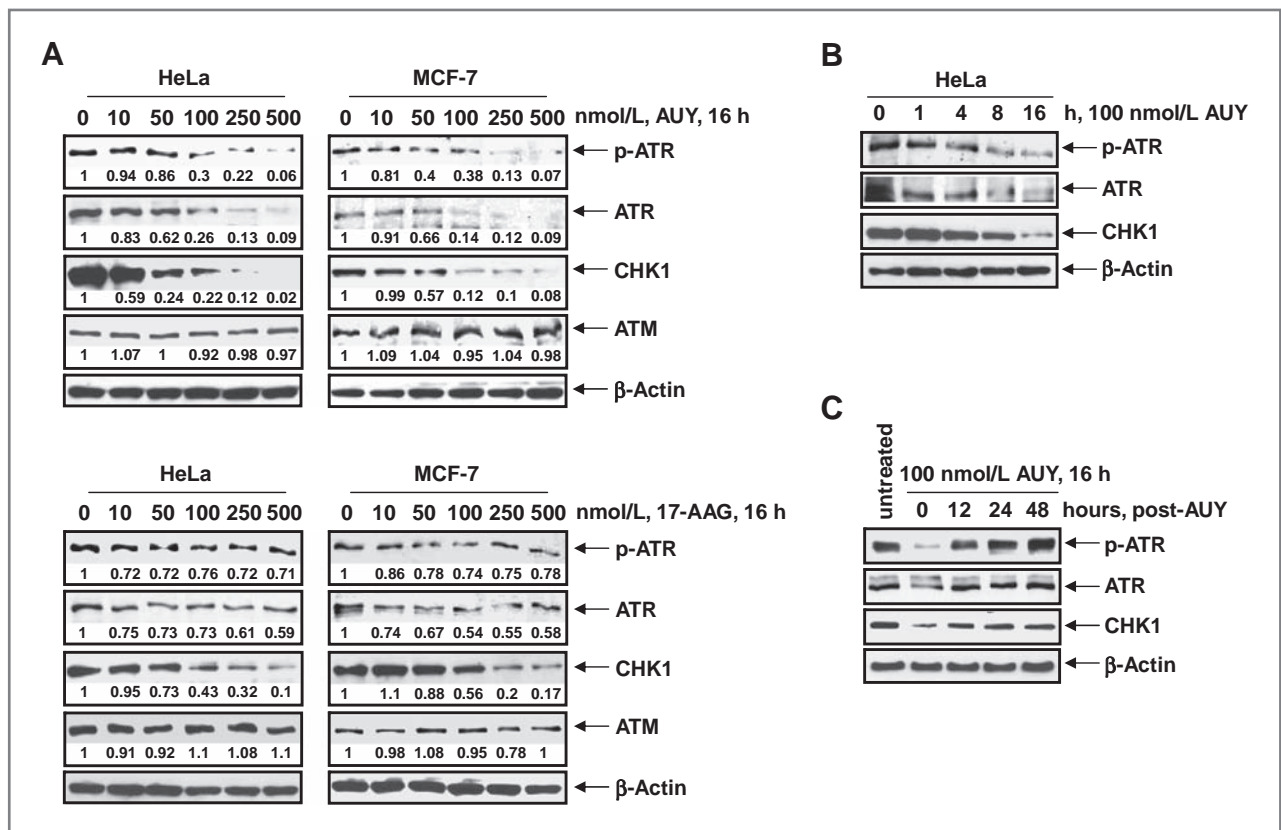 A
HeLa
MCF-7
0 10 50 100 250 500
0 10 50 100 250 500
nmol/L, AUY, 16 h
1 0.94 0.86 0.3 0.22 0.06
1 0.81 0.4 0.38 0.13 0.07
p-ATR
1 0.83 0.62 0.26 0.13 0.09
1 0.91 0.66 0.14 0.12 0.09
ATR
1 0.59 0.24 0.22 0.12 0.02
1 0.99 0.57 0.12 0.1 0.08
CHK1
1 1.07 1 0.92 0.98 0.97
1 1.09 1.04 0.95 1.04 0.98
ATM
β-Actin
HeLa
MCF-7
0 10 50 100 250 500
0 10 50 100 250 500
nmol/L, 17-AAG, 16 h
1 0.72 0.72 0.76 0.72 0.71
1 0.86 0.78 0.74 0.75 0.78
p-ATR
1 0.75 0.73 0.73 0.61 0.59
1 0.74 0.67 0.54 0.55 0.58
ATR
1 0.95 0.73 0.43 0.32 0.1
1 1.1 0.88 0.56 0.2 0.17
CHK1
1 0.91 0.92 1.1 1.08 1.1
1 0.98 1.08 0.95 0.78 1
ATM
β-Actin
B
HeLa
0 1 4 8 16
h, 100 nmol/L AUY
p-ATR
ATR
CHK1
β-Actin
C
untreated
100 nmol/L AUY, 16 h
0 12 24 48
hours, post-AUY
p-ATR
ATR
CHK1
β-Actin